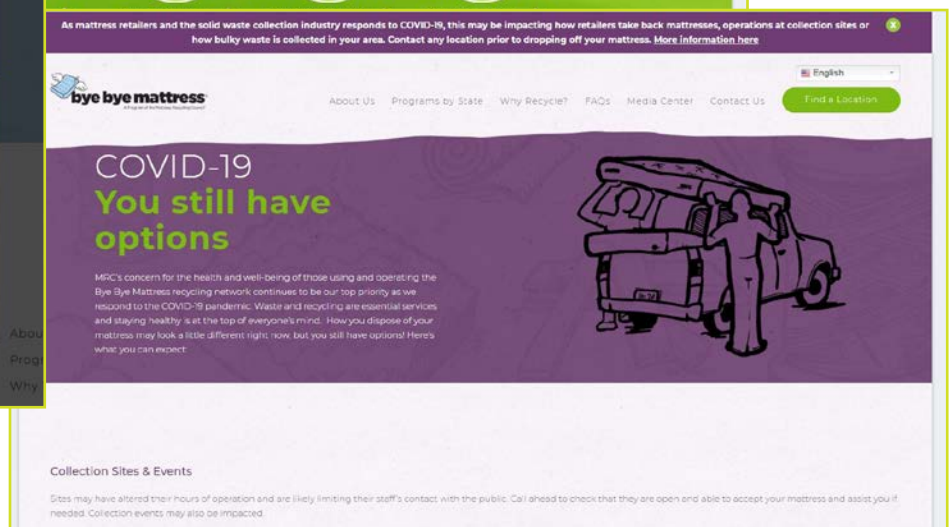 As mattress retailers and the solid waste collection industry responds to COVID-19, this may be impacting how retailers take back mattresses, operations at collection sites or
how bulky waste is collected in your area. Contact any location prior to dropping off your mattress. More information here
English
bye bye mattress
A Program of the Mattress Recycling Council
About Us Programs by State Why Recycle? FAQs Media Center Contact Us Find a Location
COVID-19
You still have
options
MRC's concern for the health and well-being of those using and operating the
Bye Bye Mattress recycling network continues to be our top priority as we
respond to the COVID-19 pandemic. Waste and recycling are essential services
and staying healthy is at the top of everyone's mind. How you dispose of your
mattress may look a little different right now, but you still have options! Here's
what you can expect:
Abou
Progr
Why
Collection Sites & Events
Sites may have altered their hours of operation and are likely limiting their staff's contact with the public. Call ahead to check that they are open and able to accept your mattress and assist you if
needed. Collection events may also be impacted.